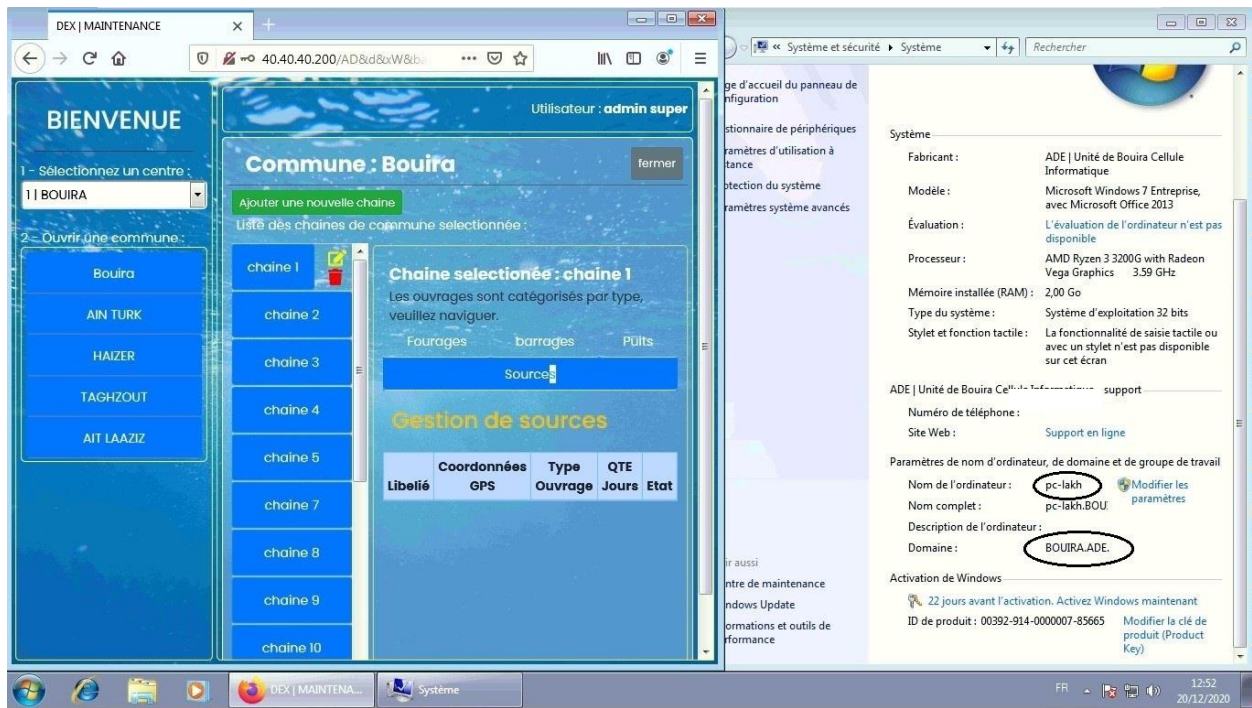 DEX | MAINTENANCE
40.40.40.200/AD&d&xW&ba
BIENVENUE
1 - Sélectionnez un centre :
1 | BOUIRA
2 - Ouvrir une commune :
Bouira
AIN TURK
HAIZER
TAGHZOUT
AIT LAAZIZ
Utilisateur : admin super
Commune : Bouira
fermer
Ajouter une nouvelle chaine
Liste des chaines de commune selectionnée :
chaine 1
chaine 2
chaine 3
chaine 4
chaine 5
chaine 7
chaine 8
chaine 9
chaine 10
Chaine selectionée : chaine 1
Les ouvrages sont catégorisés par type,
veuillez naviguer.
Fourages barrages Puits
Sources
Gestion de sources
Libelié Coordonnées GPS Type Ouvrage QTE Jours Etat
« Système et sécurité Système
Rechercher
ge d'accueil du panneau de
nfiguration
stionnaire de périphériques
ramètres d'utilisation à
stance
otection du système
ramètres système avancés
ir aussi
ntre de maintenance
ndows Update
ormations et outils de
rformance
Système
Fabricant : ADE | Unité de Bouira Cellule
Informatique
Modèle : Microsoft Windows 7 Entreprise,
avec Microsoft Office 2013
Évaluation : L'évaluation de l'ordinateur n'est pas
disponible
Processeur : AMD Ryzen 3 3200G with Radeon
Vega Graphics 3.59 GHz
Mémoire installée (RAM) : 2,00 Go
Type du système : Système d'exploitation 32 bits
Stylet et fonction tactile : La fonctionnalité de saisie tactile ou
avec un stylet n'est pas disponible
sur cet écran
ADE | Unité de Bouira support
Numéro de téléphone :
Site Web : Support en ligne
Paramètres de nom d'ordinateur, de domaine et de groupe de travail
Nom de l'ordinateur : pc-lakh Modifier les
paramètres
Nom complet : pc-lakh.BOU
Description de l'ordinateur :
Domaine : BOUIRA.ADE.
Activation de Windows
22 jours avant l'activation. Activez Windows maintenant
ID de produit : 00392-914-0000007-85665 Modifier la clé de
produit (Product
Key)
DEX | MAINTENA...
Système
FR
12:52
20/12/2020